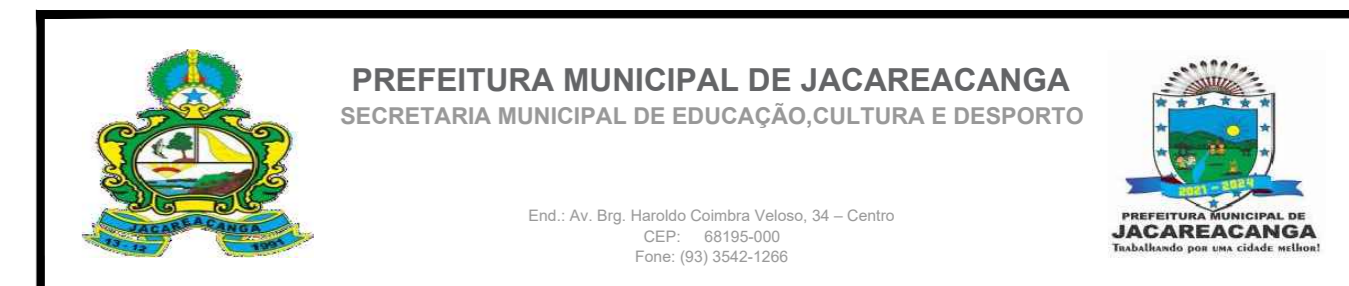 PREFEITURA MUNICIPAL DE JACAREACANGA
SECRETARIA MUNICIPAL DE EDUCAÇÃO,CULTURA E DESPORTO
End.: Av. Brg. Haroldo Coimbra Veloso, 34 – Centro
CEP: 68195-000
Fone: (93) 3542-1266
JACAREACANGA
13 - 12
1991
2021 - 2024
PREFEITURA MUNICIPAL DE
JACAREACANGA
Trabalhando por uma cidade melhor!